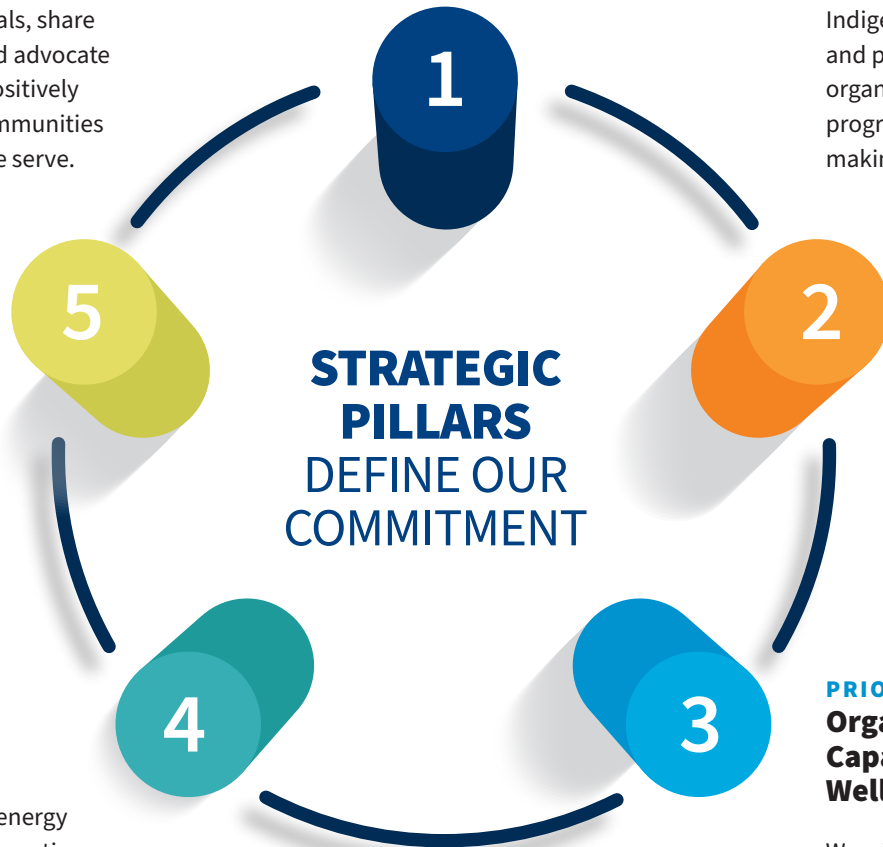 als, share
d advocate
ositively
mmunities
e serve.
1
Indige
and p
organ
progr
makin
5
2
STRATEGIC
PILLARS
DEFINE OUR
COMMITMENT
4
3
PRIO
Orga
Capa
Well
energy